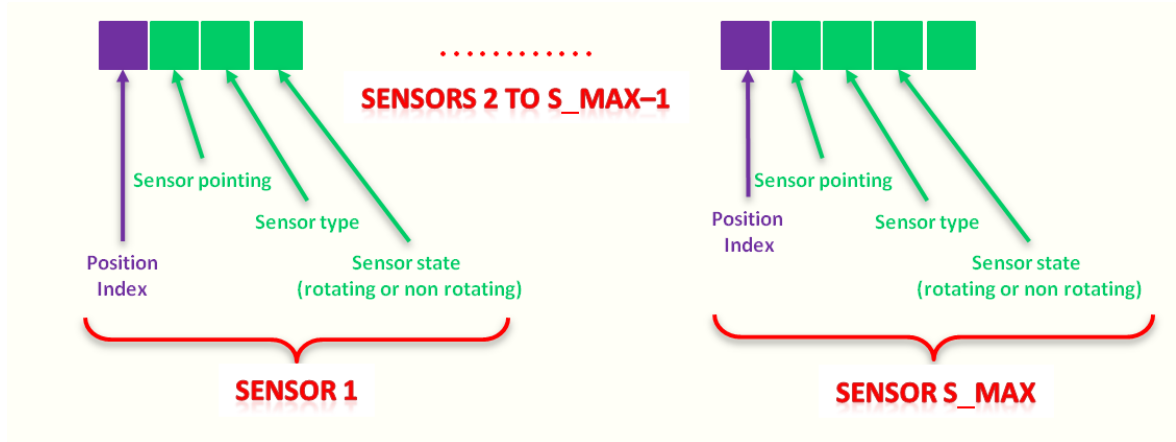 ............
SENSORS 2 TO S_MAX–1
Sensor pointing
Sensor type
Position
Index
Sensor state
(rotating or non rotating)
SENSOR 1
Sensor pointing
Position
Index
Sensor type
Sensor state
(rotating or non rotating)
SENSOR S_MAX